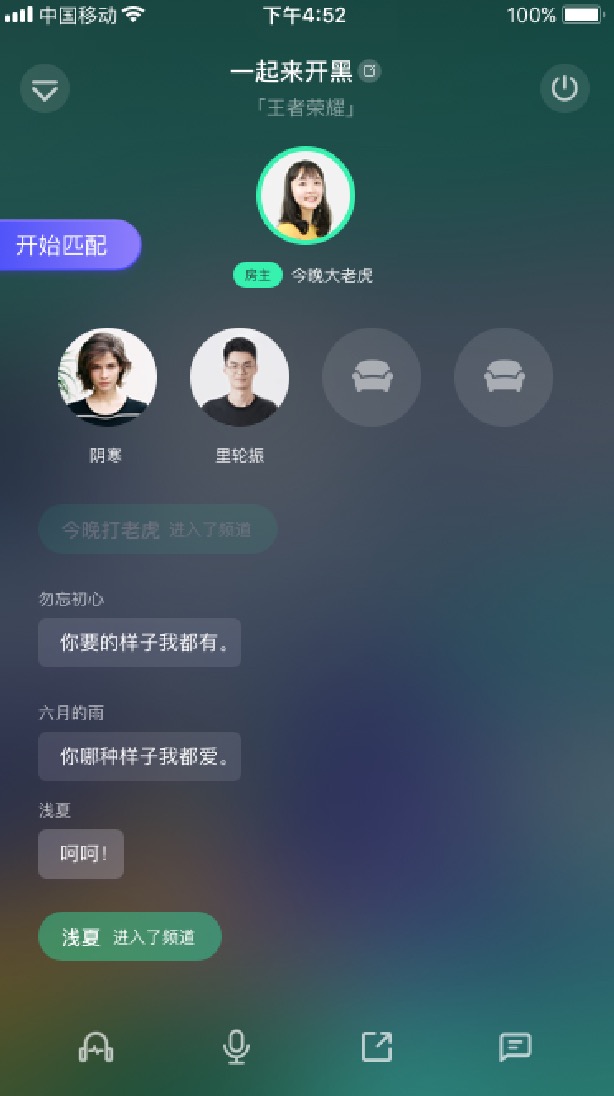 中国移动
下午4:52
100%
一起来开黑
「王者荣耀」
开始匹配
房主 今晚大老虎
阴寒
里轮振
今晚打老虎 进入了频道
勿忘初心
你要的样子我都有。
六月的雨
你哪种样子我都爱。
浅夏
呵呵!
浅夏 进入了频道